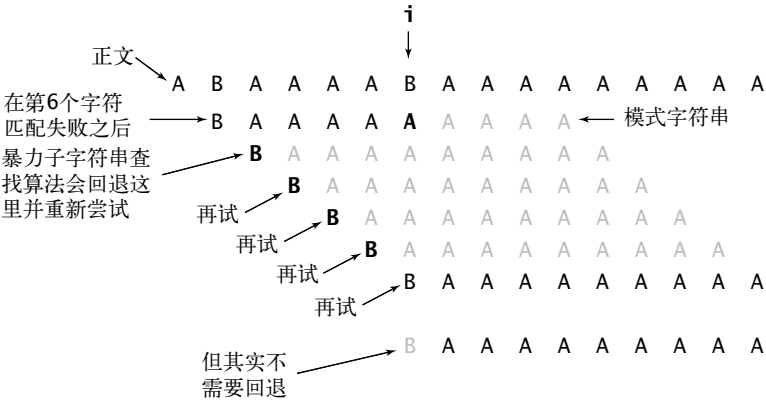 i
正文 A B A A A A B A A A A A A A A A
在第6个字符
匹配失败之后 B A A A A A A A A A 模式字符串
暴力子字符串查
找算法会回退这
里并重新尝试 B A A A A A A A A A
再试 B A A A A A A A A A
再试 B A A A A A A A A A
再试 B A A A A A A A A A
再试 B A A A A A A A A A
但其实不
需要回退 B A A A A A A A A A